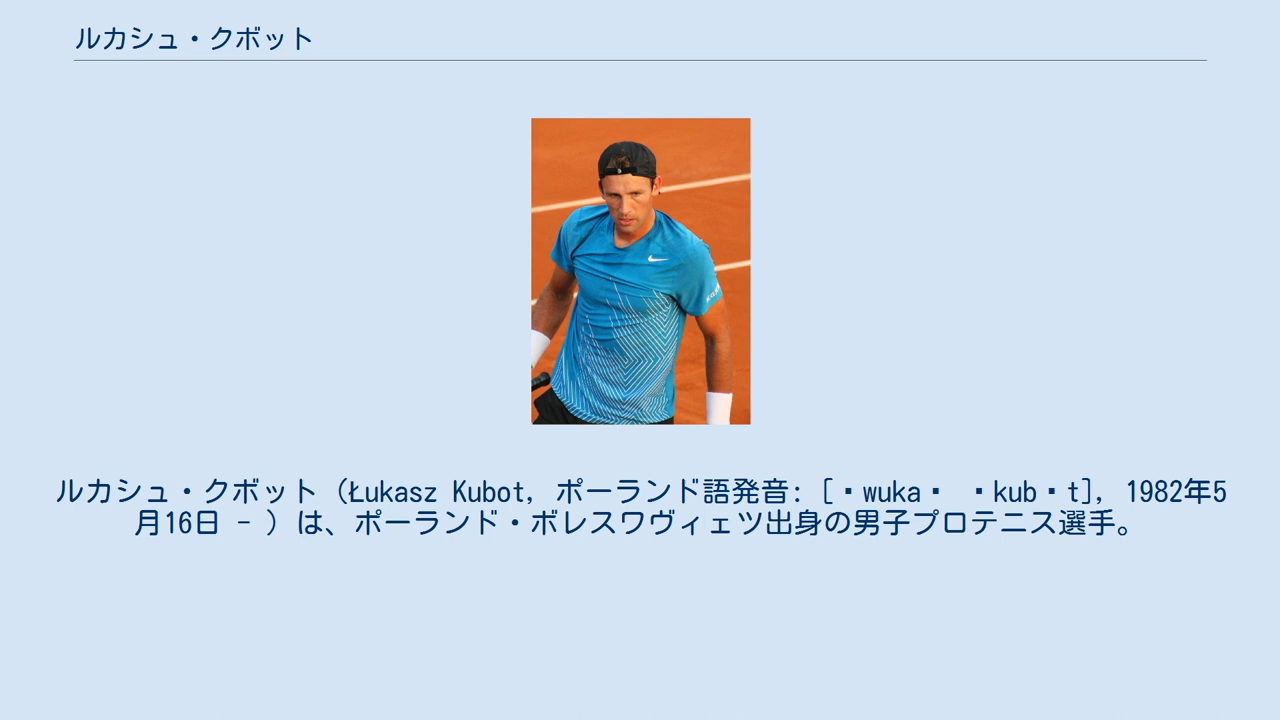 ルカシュ・クボット
ルカシュ・クボット（Łukasz Kubot, ポーランド語発音: [・wuka・ ・kub・t], 1982年5
月16日 - ）は、ポーランド・ボレスワヴィェツ出身の男子プロテニス選手。